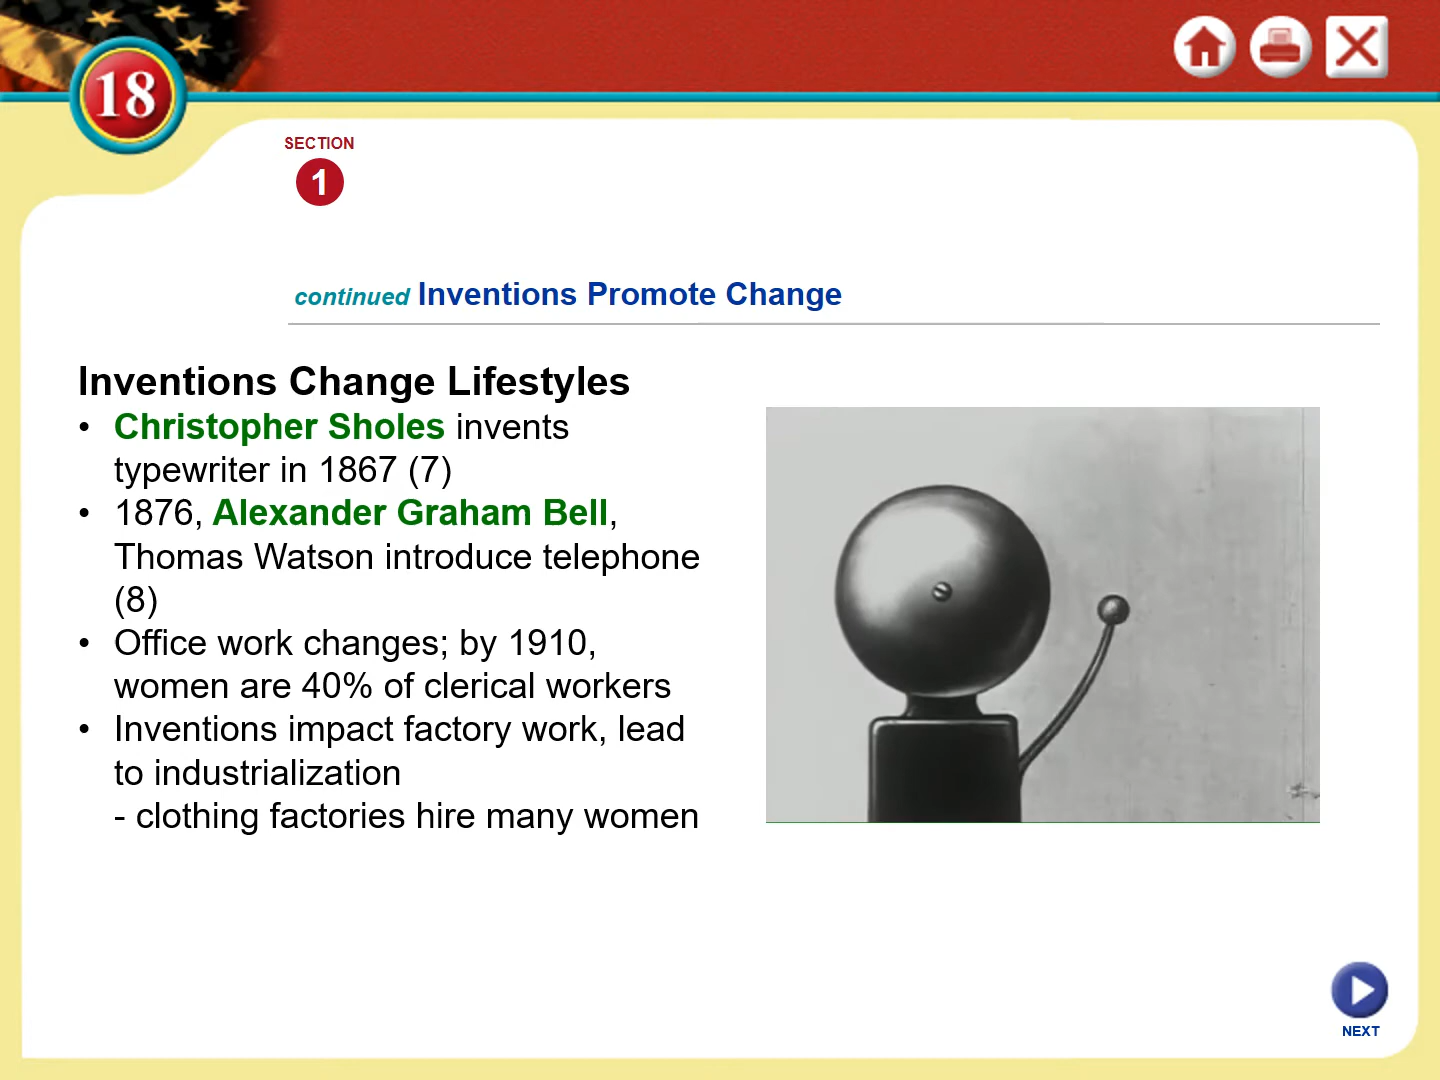 18
SECTION
1
continued Inventions Promote Change
Inventions Change Lifestyles
• Christopher Sholes invents
typewriter in 1867 (7)
• 1876, Alexander Graham Bell,
Thomas Watson introduce telephone
(8)
• Office work changes; by 1910,
women are 40% of clerical workers
• Inventions impact factory work, lead
to industrialization
- clothing factories hire many women
NEXT